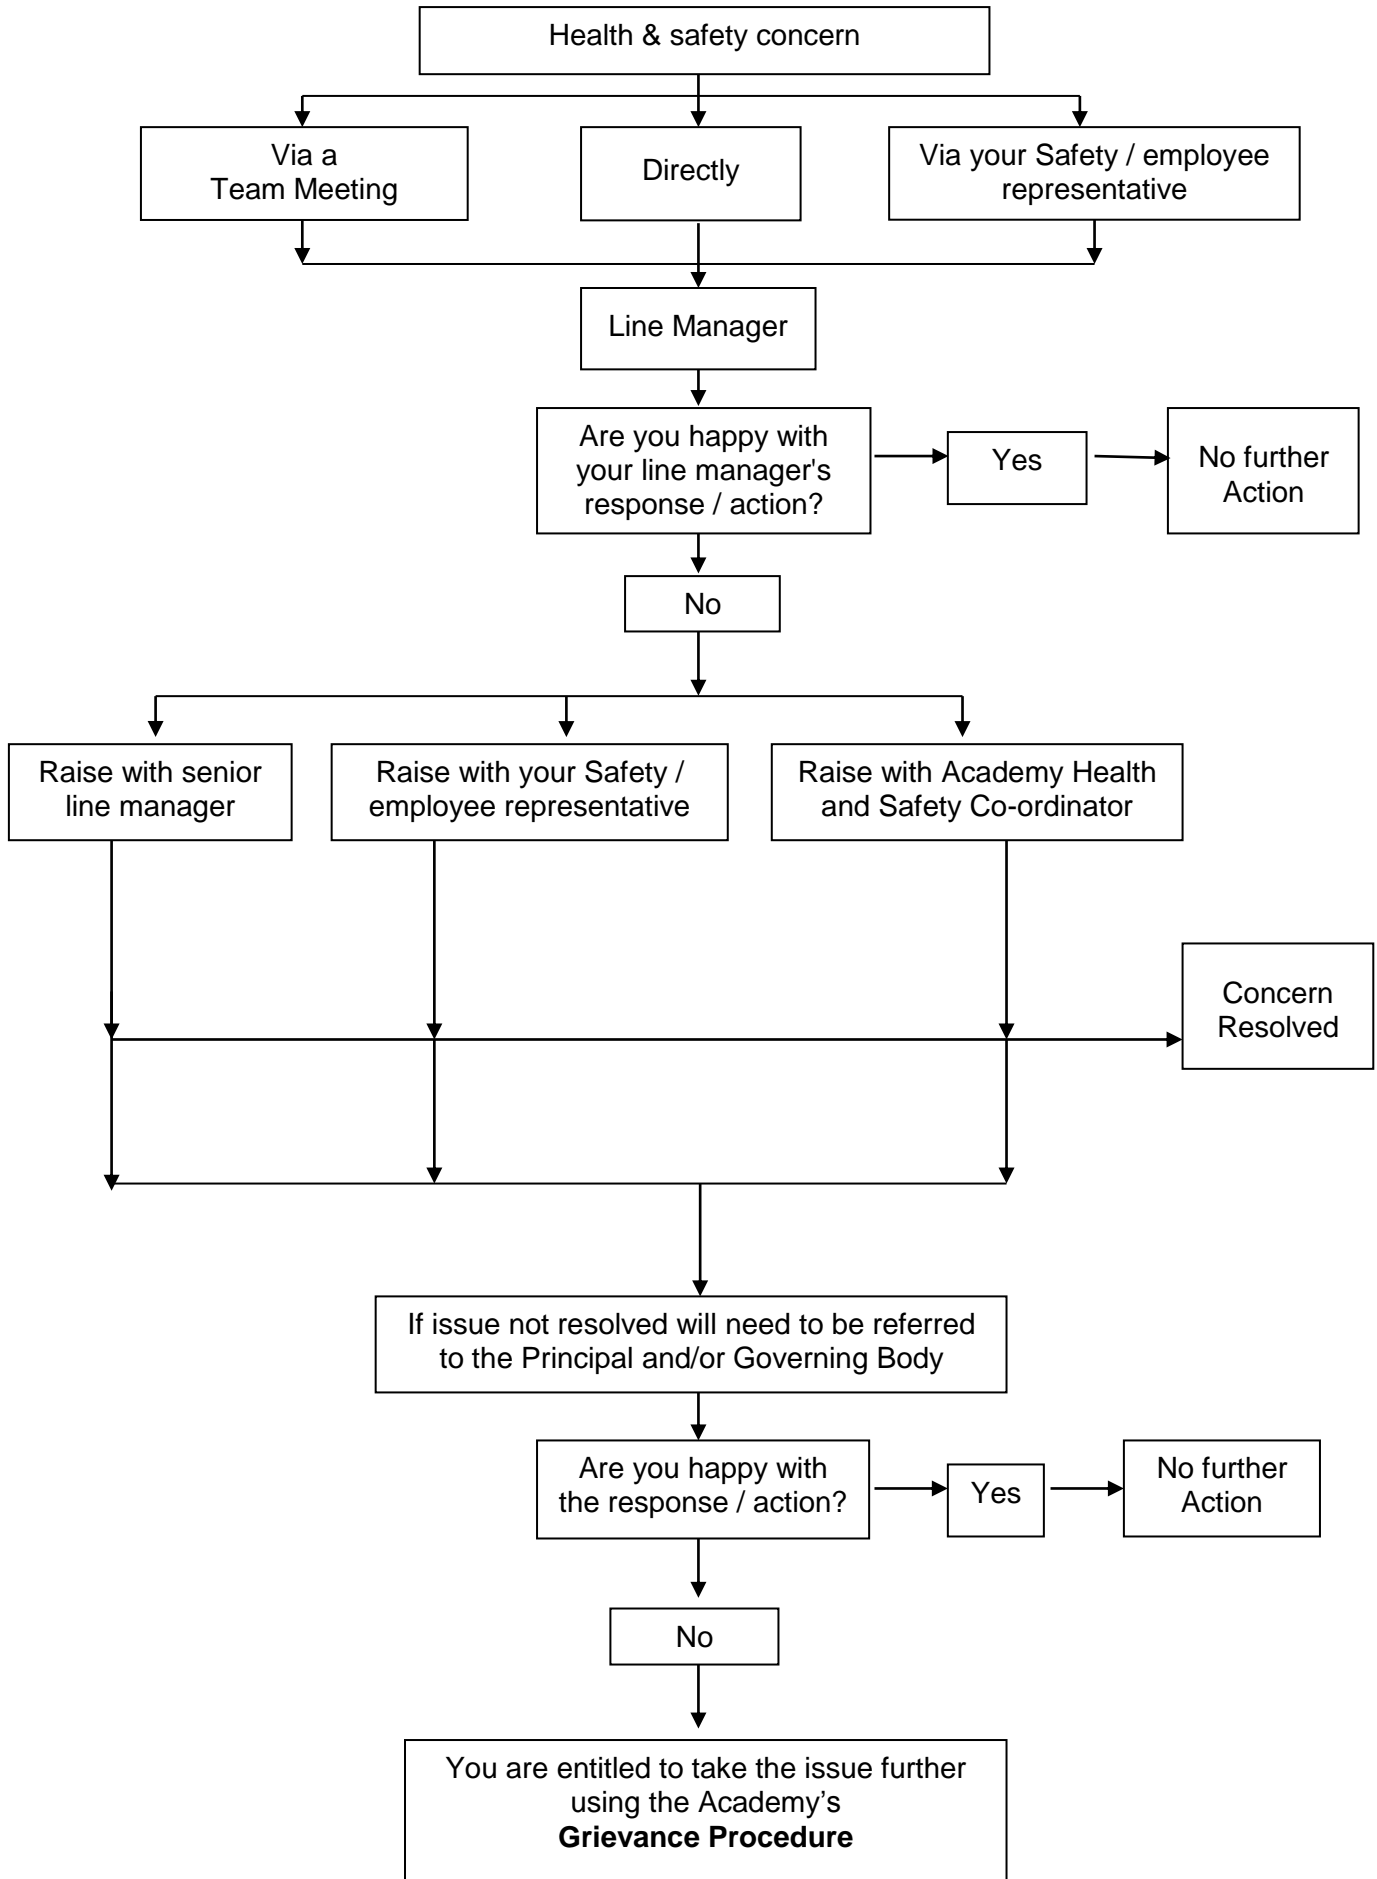 Health & safety concern
Via a
Team Meeting
Directly
Via your Safety / employee
representative
Line Manager
Are you happy with
your line manager's
response / action?
Yes
No further
Action
No
Raise with senior
line manager
Raise with your Safety /
employee representative
Raise with Academy Health
and Safety Co-ordinator
Concern
Resolved
If issue not resolved will need to be referred
to the Principal and/or Governing Body
Are you happy with
the response / action?
Yes
No further
Action
No
You are entitled to take the issue further
using the Academy’s
Grievance Procedure